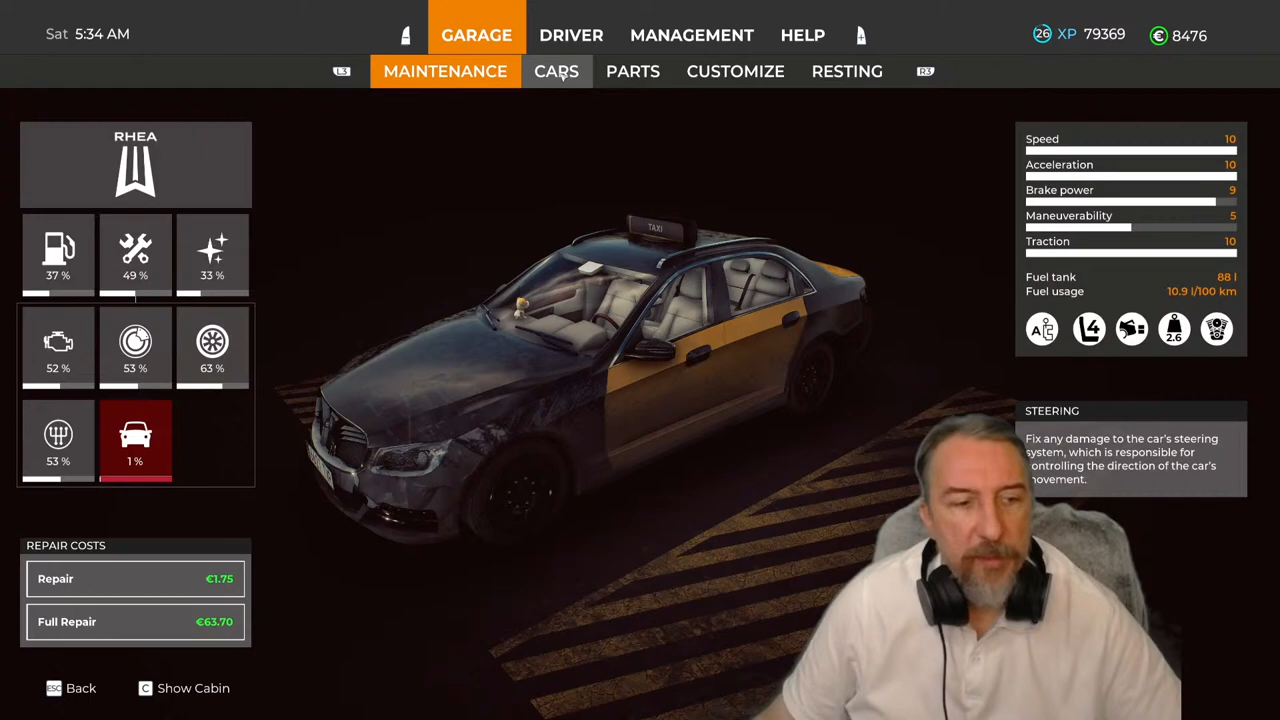 Sat 5:34 AM
GARAGE DRIVER MANAGEMENT HELP
26 XP 79369 € 8476
L3 MAINTENANCE CARS PARTS CUSTOMIZE RESTING R3
RHEA
37 % 49 % 33 %
52 % 53 % 63 %
53 % 1 %
REPAIR COSTS
Repair €1.75
Full Repair €63.70
ESC Back C Show Cabin
TAXI
Speed 10
Acceleration 10
Brake power 9
Maneuverability 5
Traction 10
Fuel tank 88 l
Fuel usage 10.9 l/100 km
A 4 2.6
STEERING
Fix any damage to the car's steering
system, which is responsible for
controlling the direction of the car's
movement.